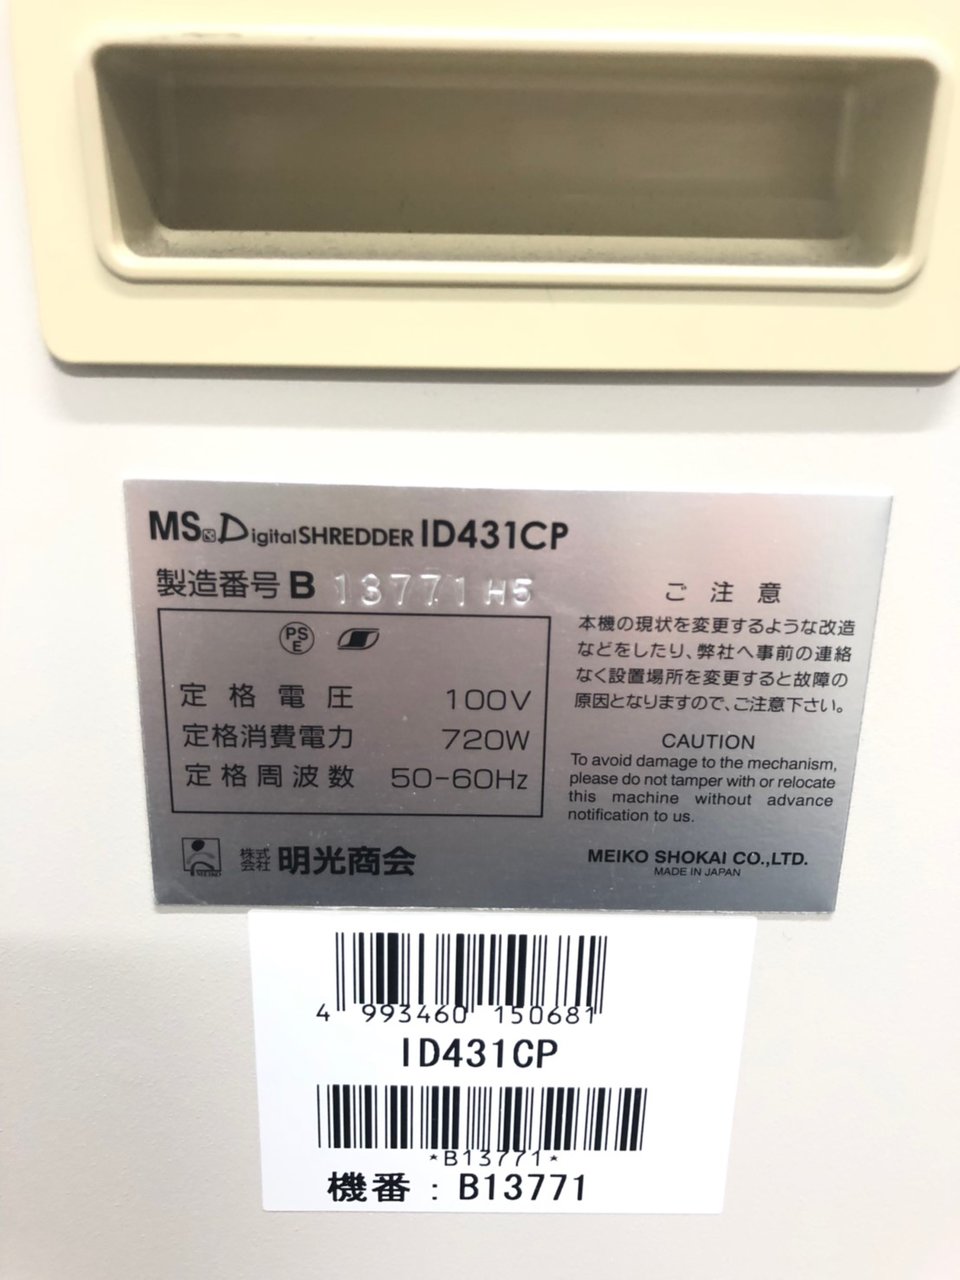 MS Digital SHREDDER ID431CP
製造番号 B 13771 H5
PSE
定格電圧 100V
定格消費電力 720W
定格周波数 50-60Hz
MEIKO
株式会社 明光商会
ご注意
本機の現状を変更するような改造
などをしたり、弊社へ事前の連絡
なく設置場所を変更すると故障の
原因となりますので、ご注意下さい。
CAUTION
To avoid damage to the mechanism,
please do not tamper with or relocate
this machine without advance
notification to us.
MEIKO SHOKAI CO.,LTD.
MADE IN JAPAN
4 993460 150681
ID431CP
*B13771*
機番：B13771